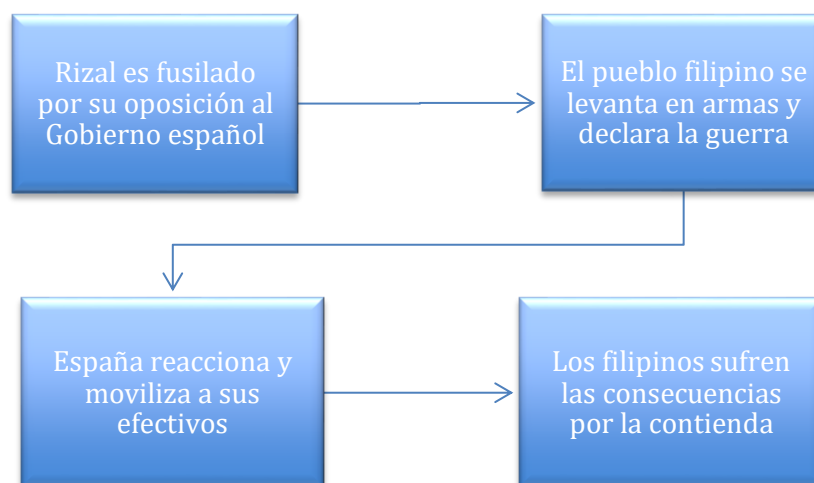 Rizal es fusilado
por su oposición al
Gobierno español
El pueblo filipino se
levanta en armas y
declara la guerra
España reacciona y
moviliza a sus
efectivos
Los filipinos sufren
las consecuencias
por la contienda